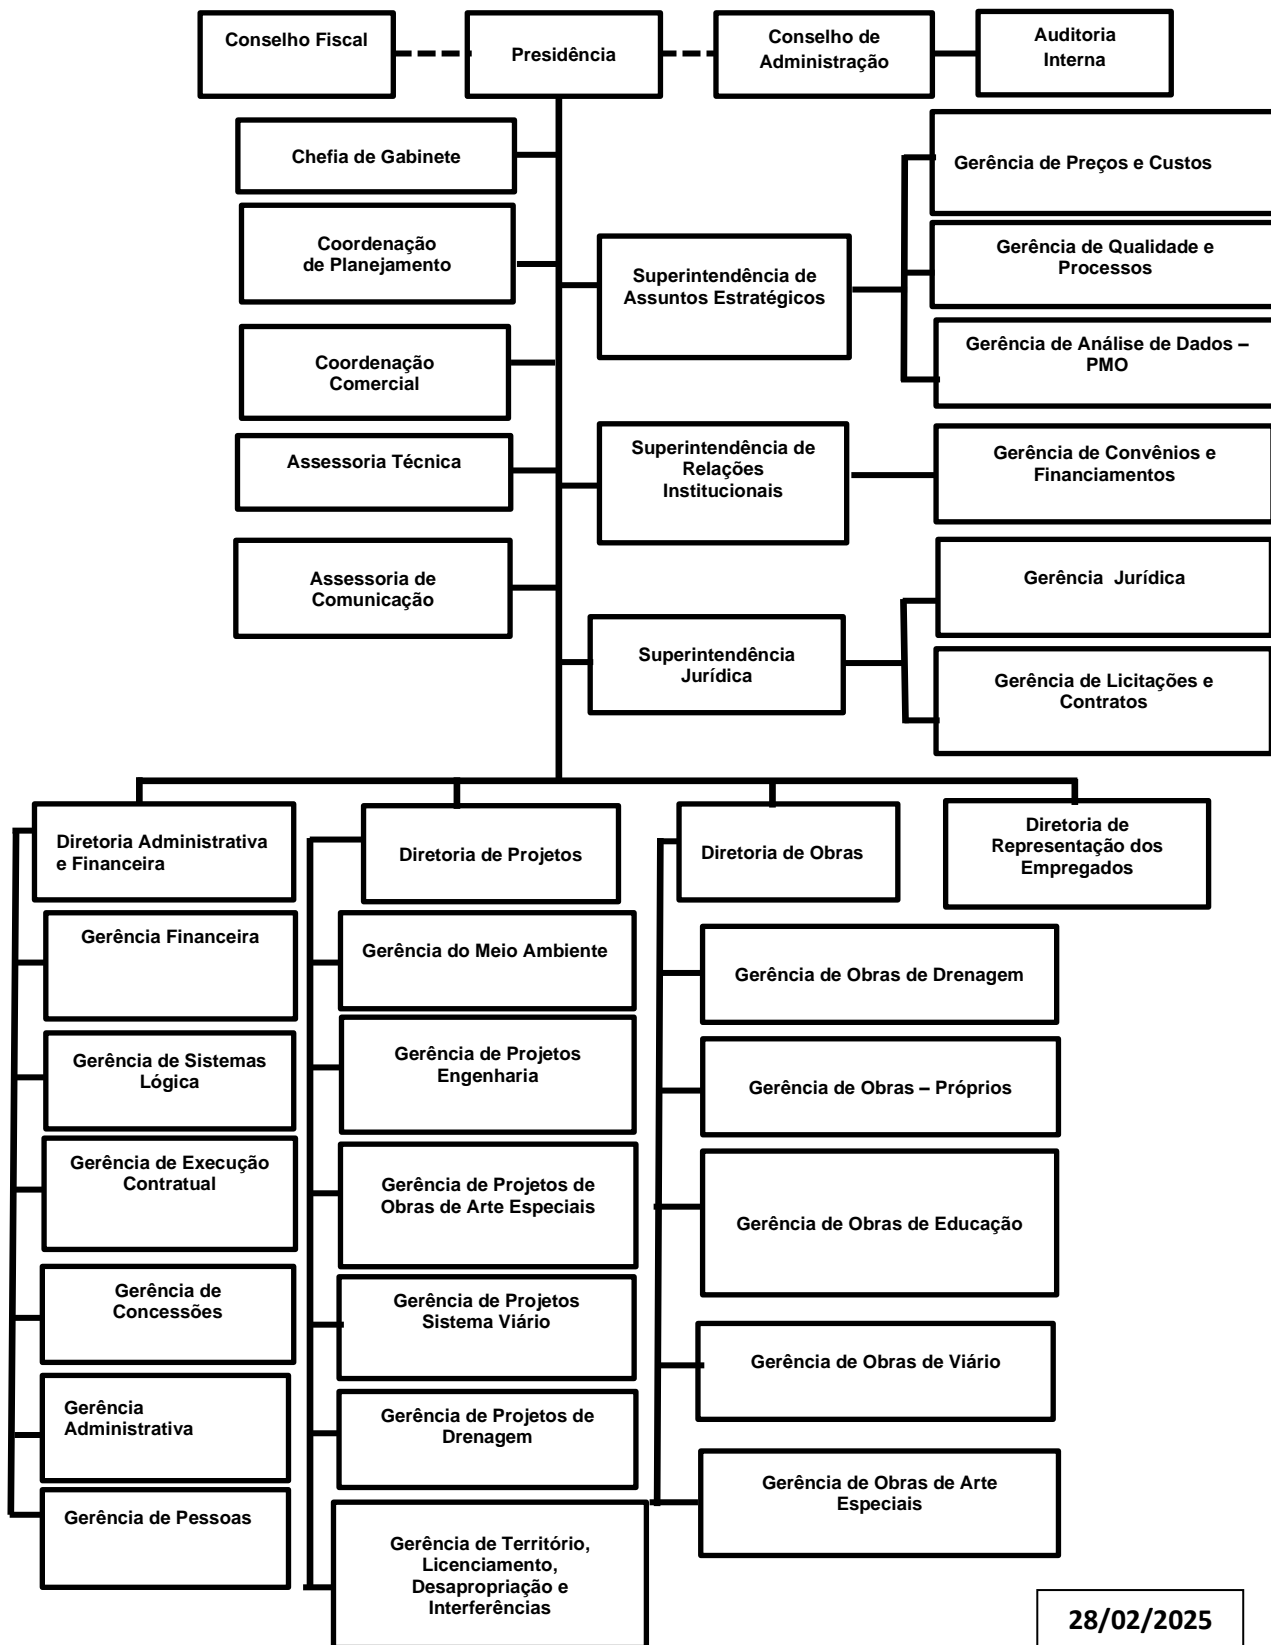 Conselho Fiscal
Presidência
Conselho de
Administração
Auditoria
Interna
Chefia de Gabinete
Coordenação
de Planejamento
Coordenação
Comercial
Assessoria Técnica
Assessoria de
Comunicação
Superintendência de
Assuntos Estratégicos
Superintendência de
Relações
Institucionais
Superintendência
Jurídica
Gerência de Preços e Custos
Gerência de Qualidade e
Processos
Gerência de Análise de Dados –
PMO
Gerência de Convênios e
Financiamentos
Gerência Jurídica
Gerência de Licitações e
Contratos
Diretoria Administrativa
e Financeira
Gerência Financeira
Gerência de Sistemas
Lógica
Gerência de Execução
Contratual
Gerência de
Concessões
Gerência
Administrativa
Gerência de Pessoas
Diretoria de Projetos
Gerência do Meio Ambiente
Gerência de Projetos
Engenharia
Gerência de Projetos de
Obras de Arte Especiais
Gerência de Projetos
Sistema Viário
Gerência de Projetos de
Drenagem
Gerência de Território,
Licenciamento,
Desapropriação e
Interferências
Diretoria de Obras
Gerência de Obras de Drenagem
Gerência de Obras – Próprios
Gerência de Obras de Educação
Gerência de Obras de Viário
Gerência de Obras de Arte
Especiais
Diretoria de
Representação dos
Empregados
28/02/2025